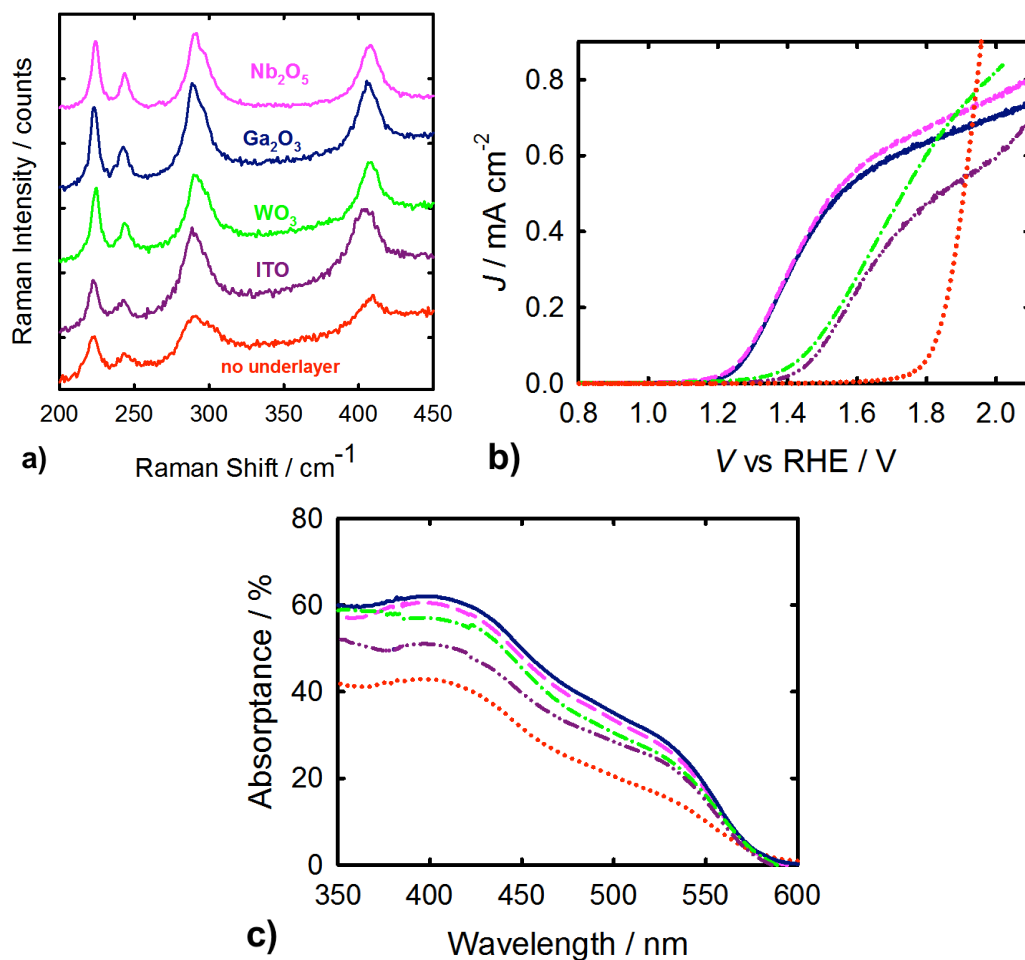 Raman Intensity / counts
Nb₂O₅
Ga₂O₃
WO₃
ITO
no underlayer
200 250 300 350 400 450
a)
Raman Shift / cm⁻¹
J / mA cm⁻²
0.8
0.6
0.4
0.2
0.0
0.8 1.0 1.2 1.4 1.6 1.8 2.0
b)
V vs RHE / V
Absorptance / %
80
60
40
20
0
350 400 450 500 550 600
c)
Wavelength / nm